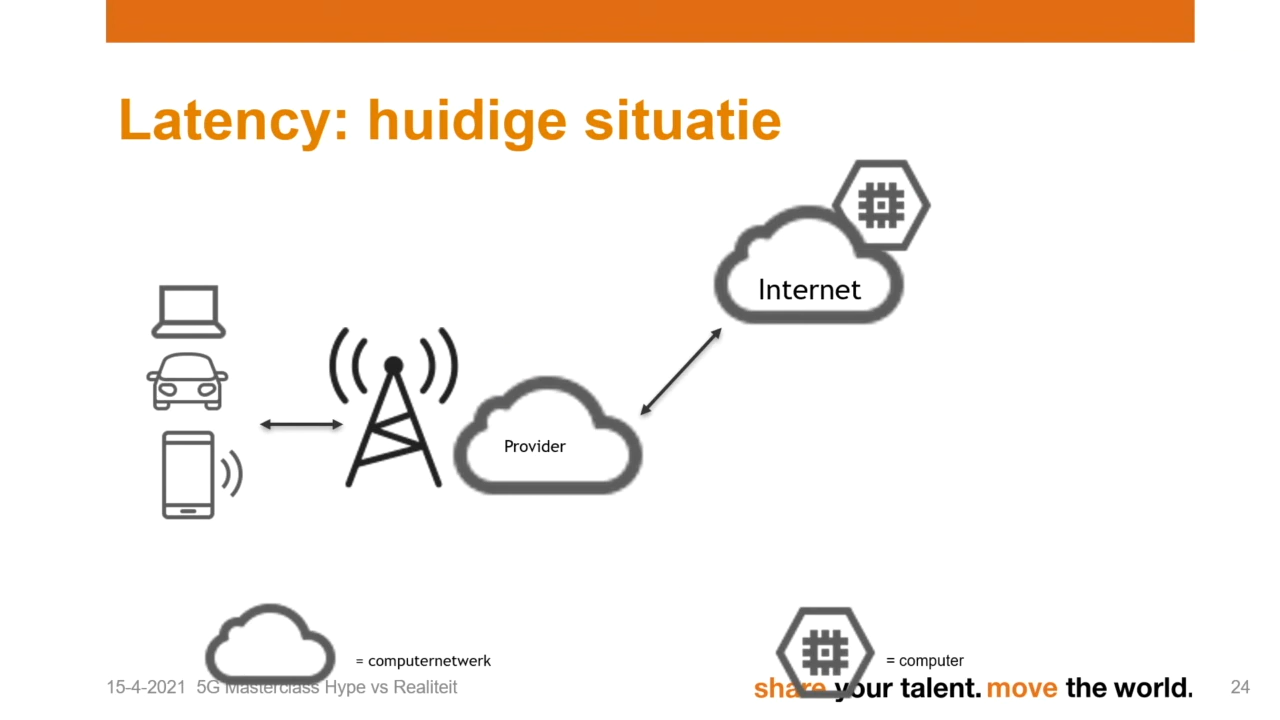 Latency: huidige situatie
Internet
Provider
= computernetwerk
= computer
15-4-2021 5G Masterclass Hype vs Realiteit
share your talent. move the world.
24